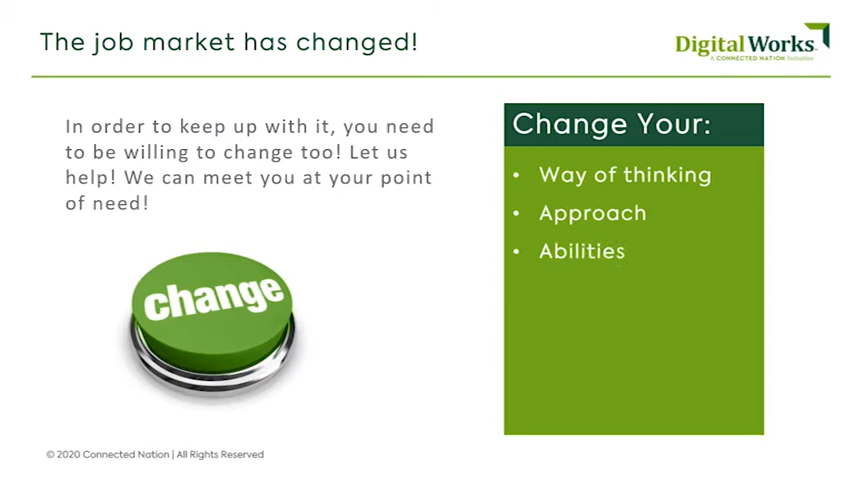 The job market has changed!
DigitalWorks™
A CONNECTED NATION Initiative
In order to keep up with it, you need
to be willing to change too! Let us
help! We can meet you at your point
of need!
change
Change Your:
• Way of thinking
• Approach
• Abilities
© 2020 Connected Nation | All Rights Reserved